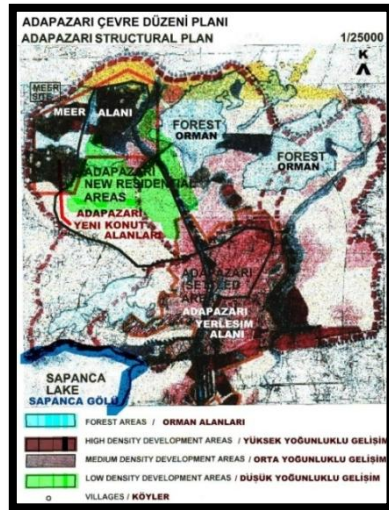 ADAPAZARI ÇEVRE DÜZENİ PLANI
ADAPAZARI STRUCTURAL PLAN 1/25000
K
MEER
MEER ALANI
FOREST
ORMAN
FOREST
ORMAN
ADAPAZARI
NEW RESIDENTIAL
AREAS
ADAPAZARI
YENİ KONUT
ALANLARI
ADAPAZARI
ADAPAZARI
YERLEŞIM
ALANI
SAPANCA
LAKE
SAPANCA GÖLÜ
FOREST AREAS / ORMAN ALANLARI
HIGH DENSITY DEVELOPMENT AREAS / YÜKSEK YOĞUNLUKLU GELİŞİM
MEDIUM DENSITY DEVELOPMENT AREAS / ORTA YOĞUNLUKLU GELİŞİM
LOW DENSITY DEVELOPMENT AREAS / DÜŞÜK YOĞUNLUKLU GELİŞİM
VILLAGES / KÖYLER